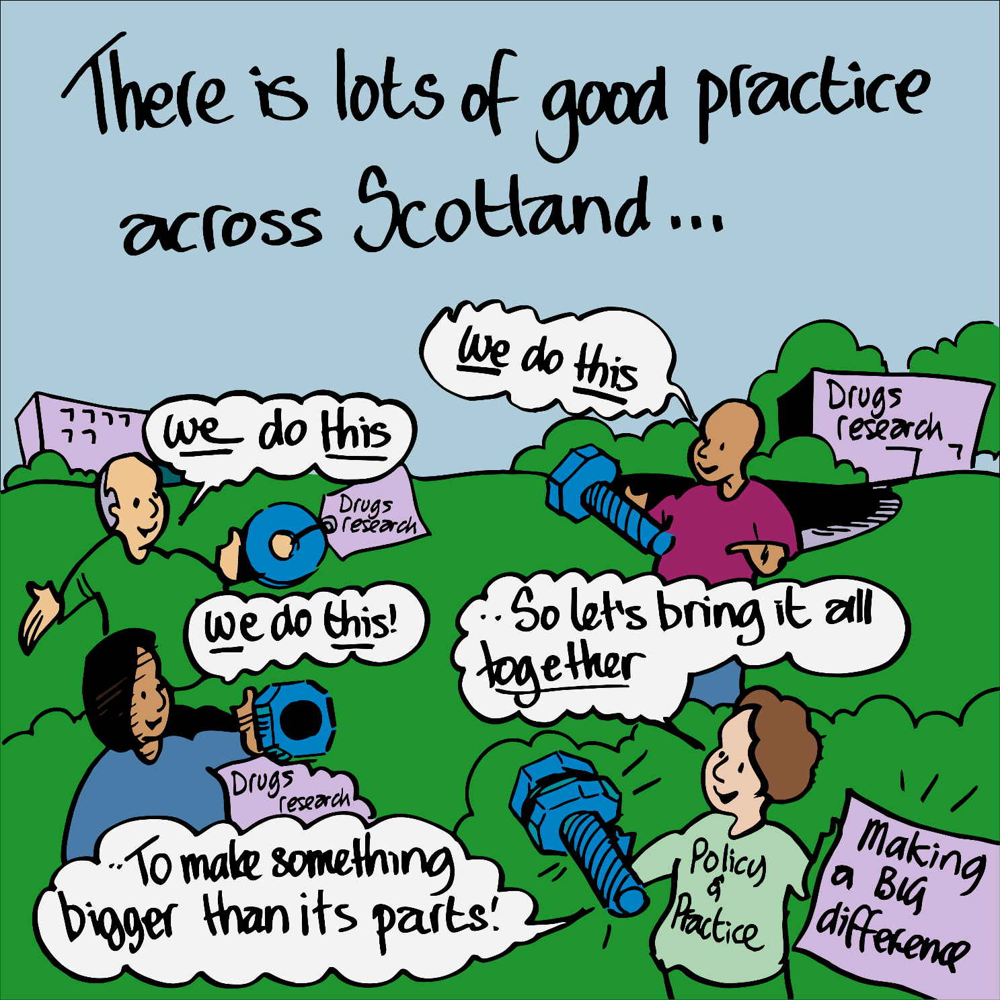 There is lots of good practice
across Scotland...
we do this
we do this
Drugs
research
Drugs
research
we do this!
..So let's bring it all
together
Drugs
research
..To make something
bigger than its parts!
Policy
&
Practice
Making
a BIG
difference